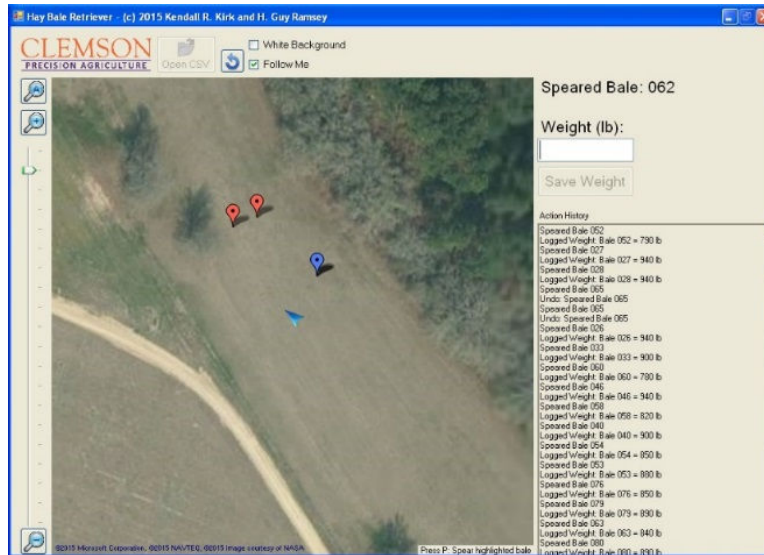 Hay Bale Retriever - (c) 2015 Kendall R. Kirk and H. Guy Ramsey
CLEMSON
PRECISION AGRICULTURE
Open CSV
White Background
Follow Me
Speared Bale: 062
Weight (lb):
Save Weight
Action History
Speared Bale 052
Logged Weight: Bale 052 = 790 lb
Speared Bale 027
Logged Weight: Bale 027 = 940 lb
Speared Bale 028
Logged Weight: Bale 028 = 940 lb
Speared Bale 065
Undo: Speared Bale 065
Speared Bale 065
Undo: Speared Bale 065
Speared Bale 026
Logged Weight: Bale 026 = 940 lb
Speared Bale 033
Logged Weight: Bale 033 = 900 lb
Speared Bale 060
Logged Weight: Bale 060 = 780 lb
Speared Bale 046
Logged Weight: Bale 046 = 940 lb
Speared Bale 058
Logged Weight: Bale 058 = 820 lb
Speared Bale 040
Logged Weight: Bale 040 = 900 lb
Speared Bale 054
Logged Weight: Bale 054 = 850 lb
Speared Bale 053
Logged Weight: Bale 053 = 880 lb
Speared Bale 076
Logged Weight: Bale 076 = 850 lb
Speared Bale 079
Logged Weight: Bale 079 = 890 lb
Speared Bale 063
Logged Weight: Bale 063 = 840 lb
Speared Bale 080
Logged Weight: Bale 080 = 890 lb
©2015 Microsoft Corporation, ©2015 NAVTEQ, ©2015 Image courtesy of NASA
Press P: Spear highlighted bale